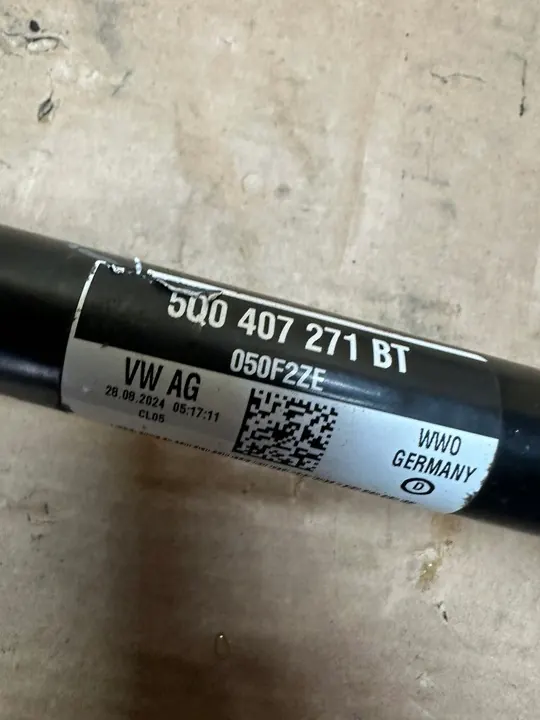 5Q0 407 271 BT
050F2ZE
VW AG
28.08.2024 05:17:11
CL05
WWO
GERMANY
D